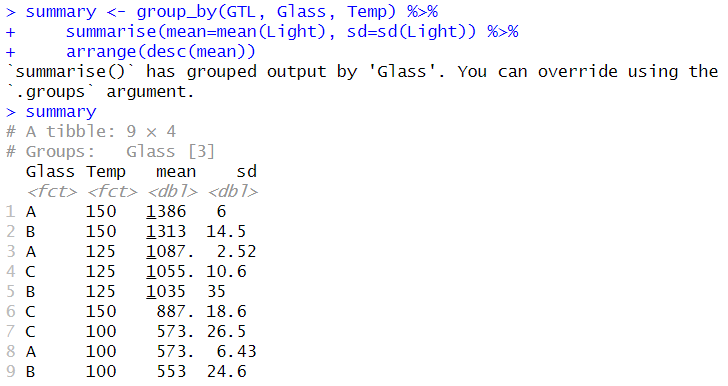 > summary <- group_by(GTL, Glass, Temp) %>%
+     summarise(mean=mean(Light), sd=sd(Light)) %>%
+     arrange(desc(mean))
`summarise()` has grouped output by 'Glass'. You can override using the
`.groups` argument.
> summary
# A tibble: 9 × 4
# Groups:   Glass [3]
  Glass Temp   mean    sd
  <fct> <fct> <dbl> <dbl>
1 A     150   1386   6
2 B     150   1313  14.5
3 A     125   1087.  2.52
4 C     125   1055. 10.6
5 B     125   1035  35
6 C     150    887. 18.6
7 C     100    573. 26.5
8 A     100    573.  6.43
9 B     100    553  24.6